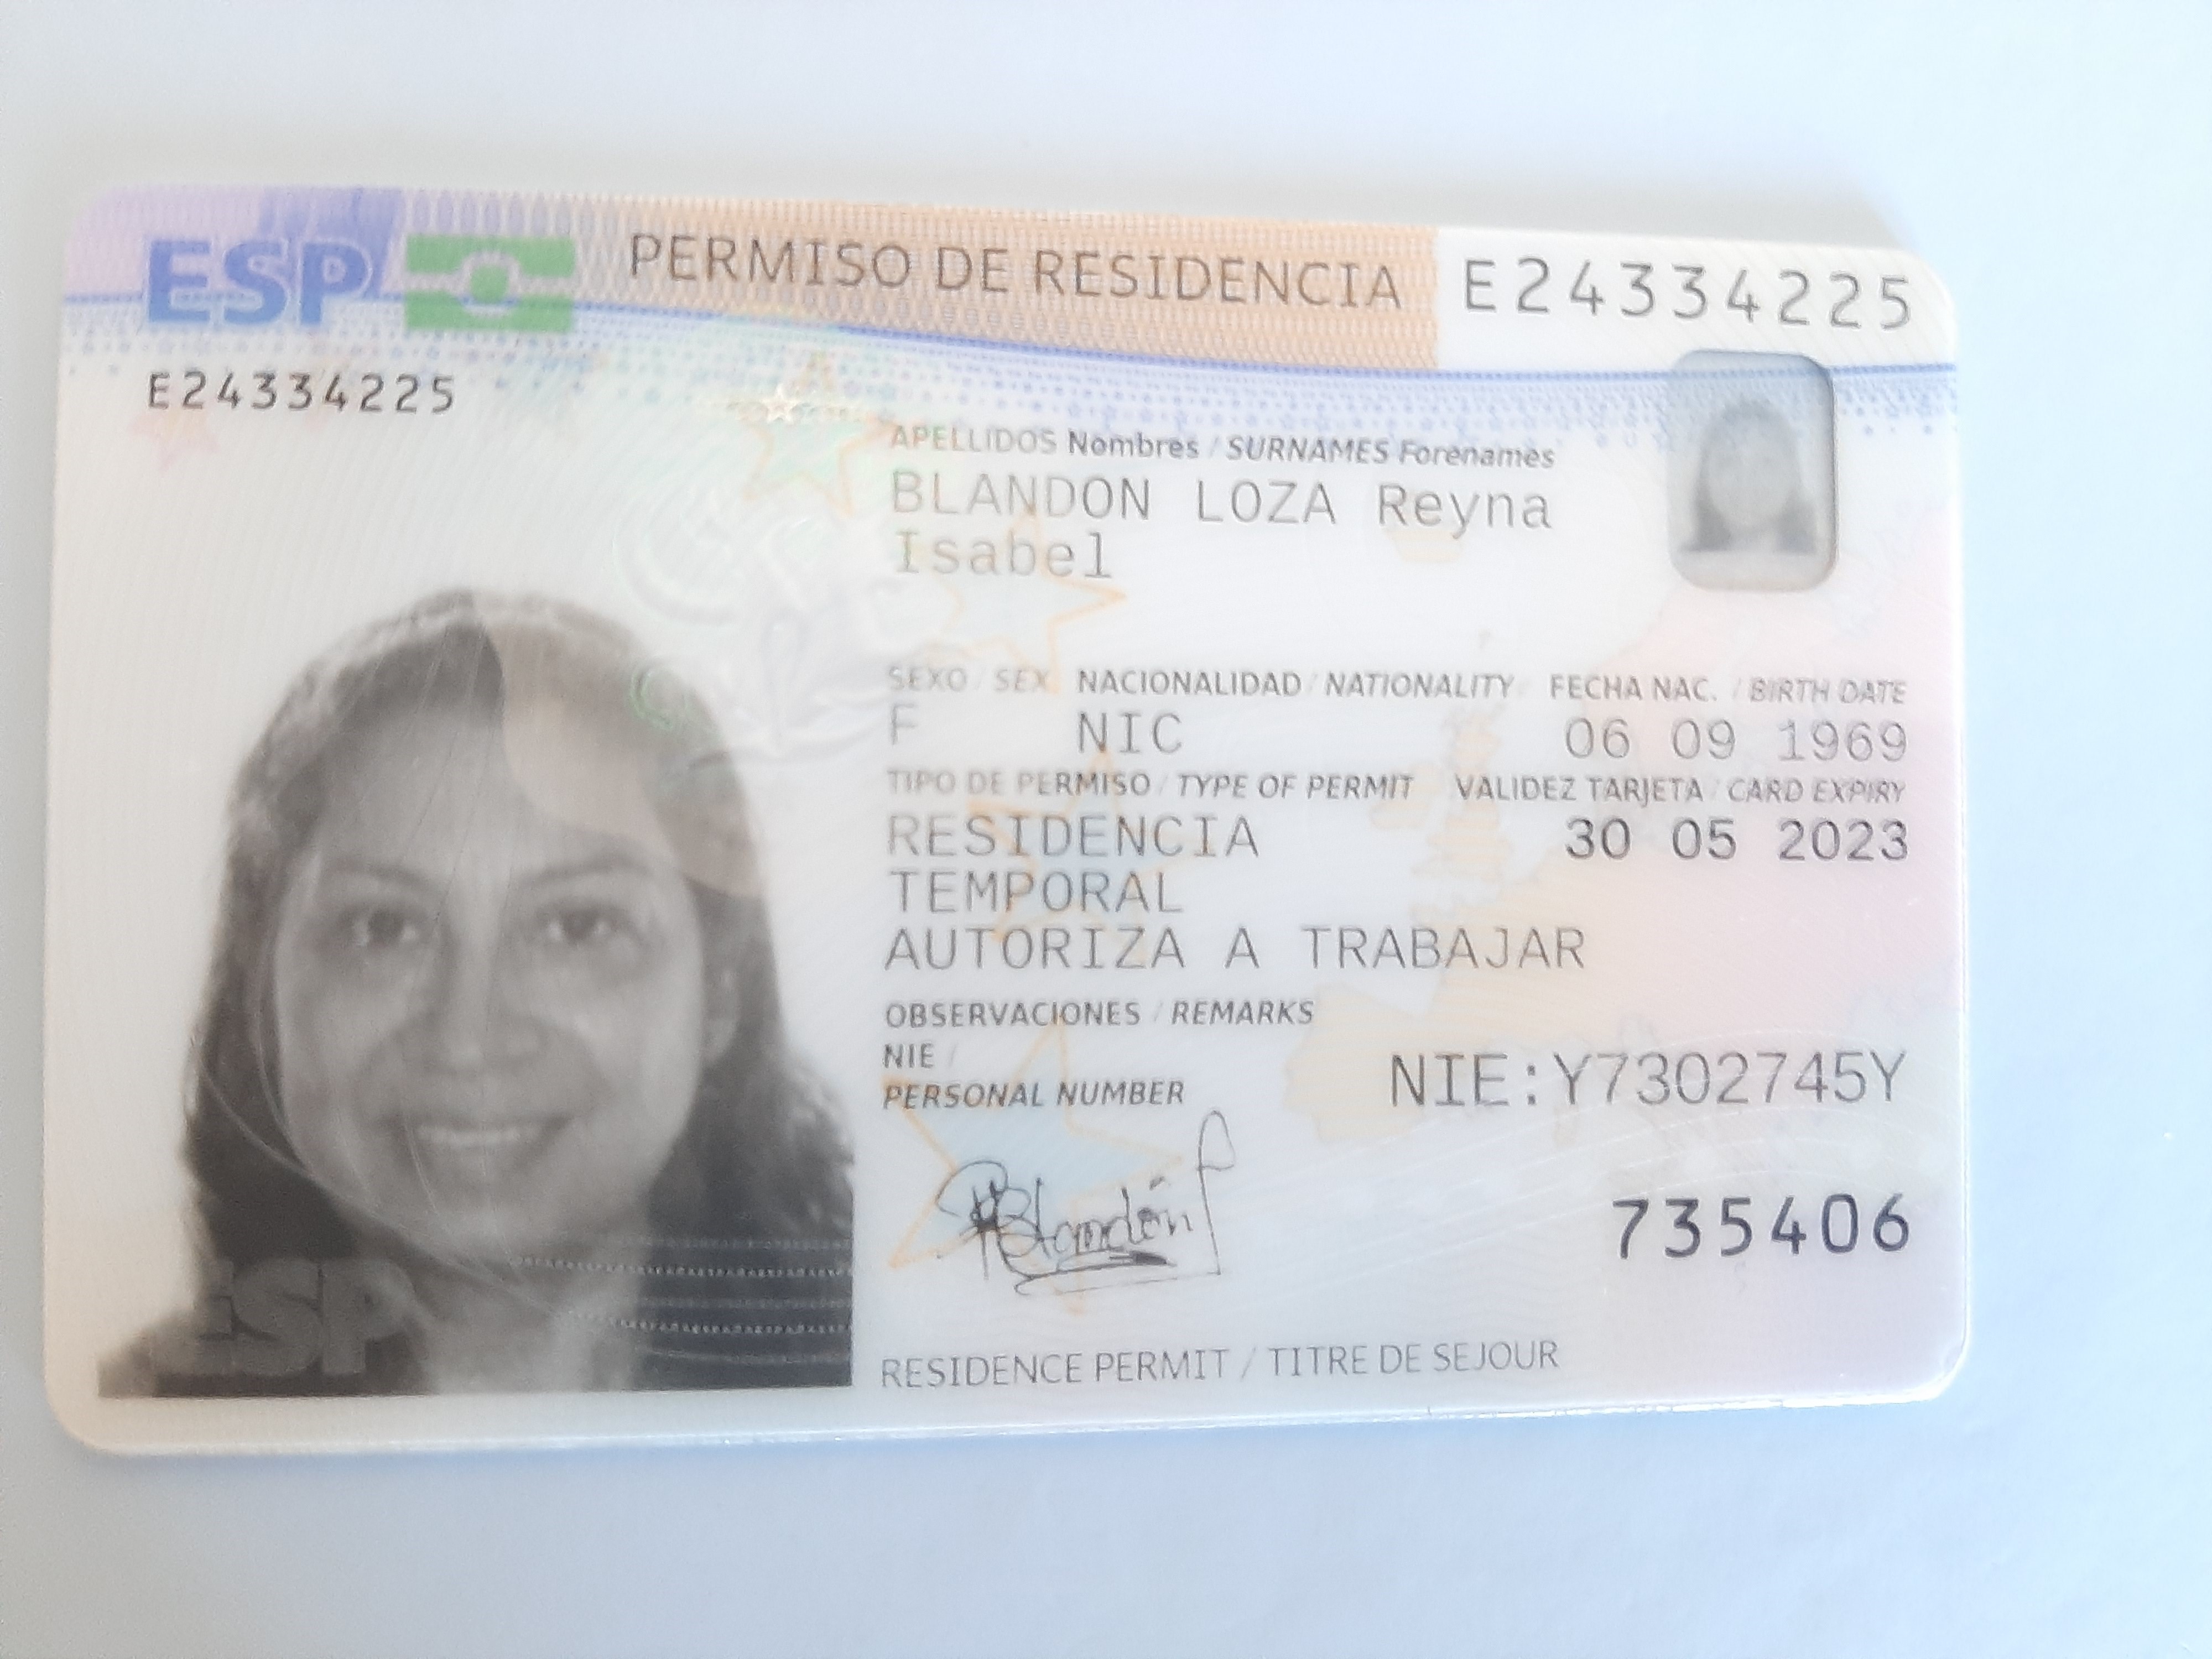 ESP PERMISO DE RESIDENCIA E24334225
E24334225
APELLIDOS Nombres / SURNAMES Forenames
BLANDON LOZA Reyna
Isabel
SEXO / SEX NACIONALIDAD / NATIONALITY FECHA NAC. / BIRTH DATE
F NIC 06 09 1969
TIPO DE PERMISO / TYPE OF PERMIT VALIDEZ TARJETA / CARD EXPIRY
RESIDENCIA 30 05 2023
TEMPORAL
AUTORIZA A TRABAJAR
OBSERVACIONES / REMARKS
NIE /
PERSONAL NUMBER NIE:Y7302745Y
RBlandón
735406
ESP
RESIDENCE PERMIT / TITRE DE SEJOUR